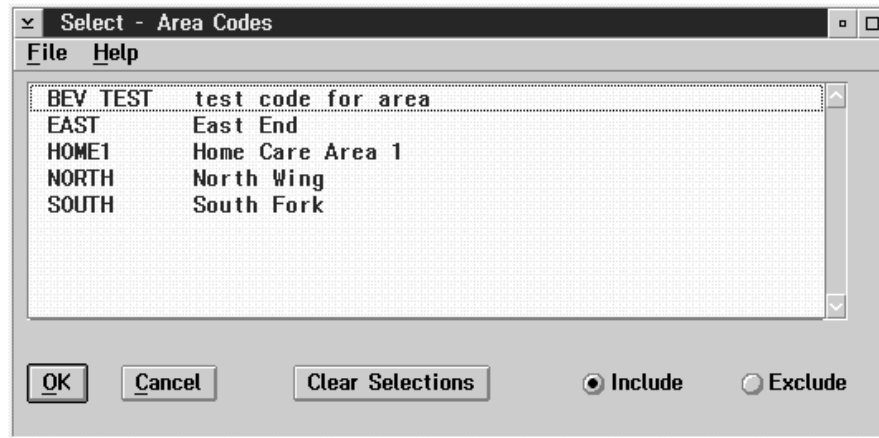 Select - Area Codes
File Help
BEV TEST test code for area
EAST East End
HOME1 Home Care Area 1
NORTH North Wing
SOUTH South Fork
OK Cancel Clear Selections Include Exclude